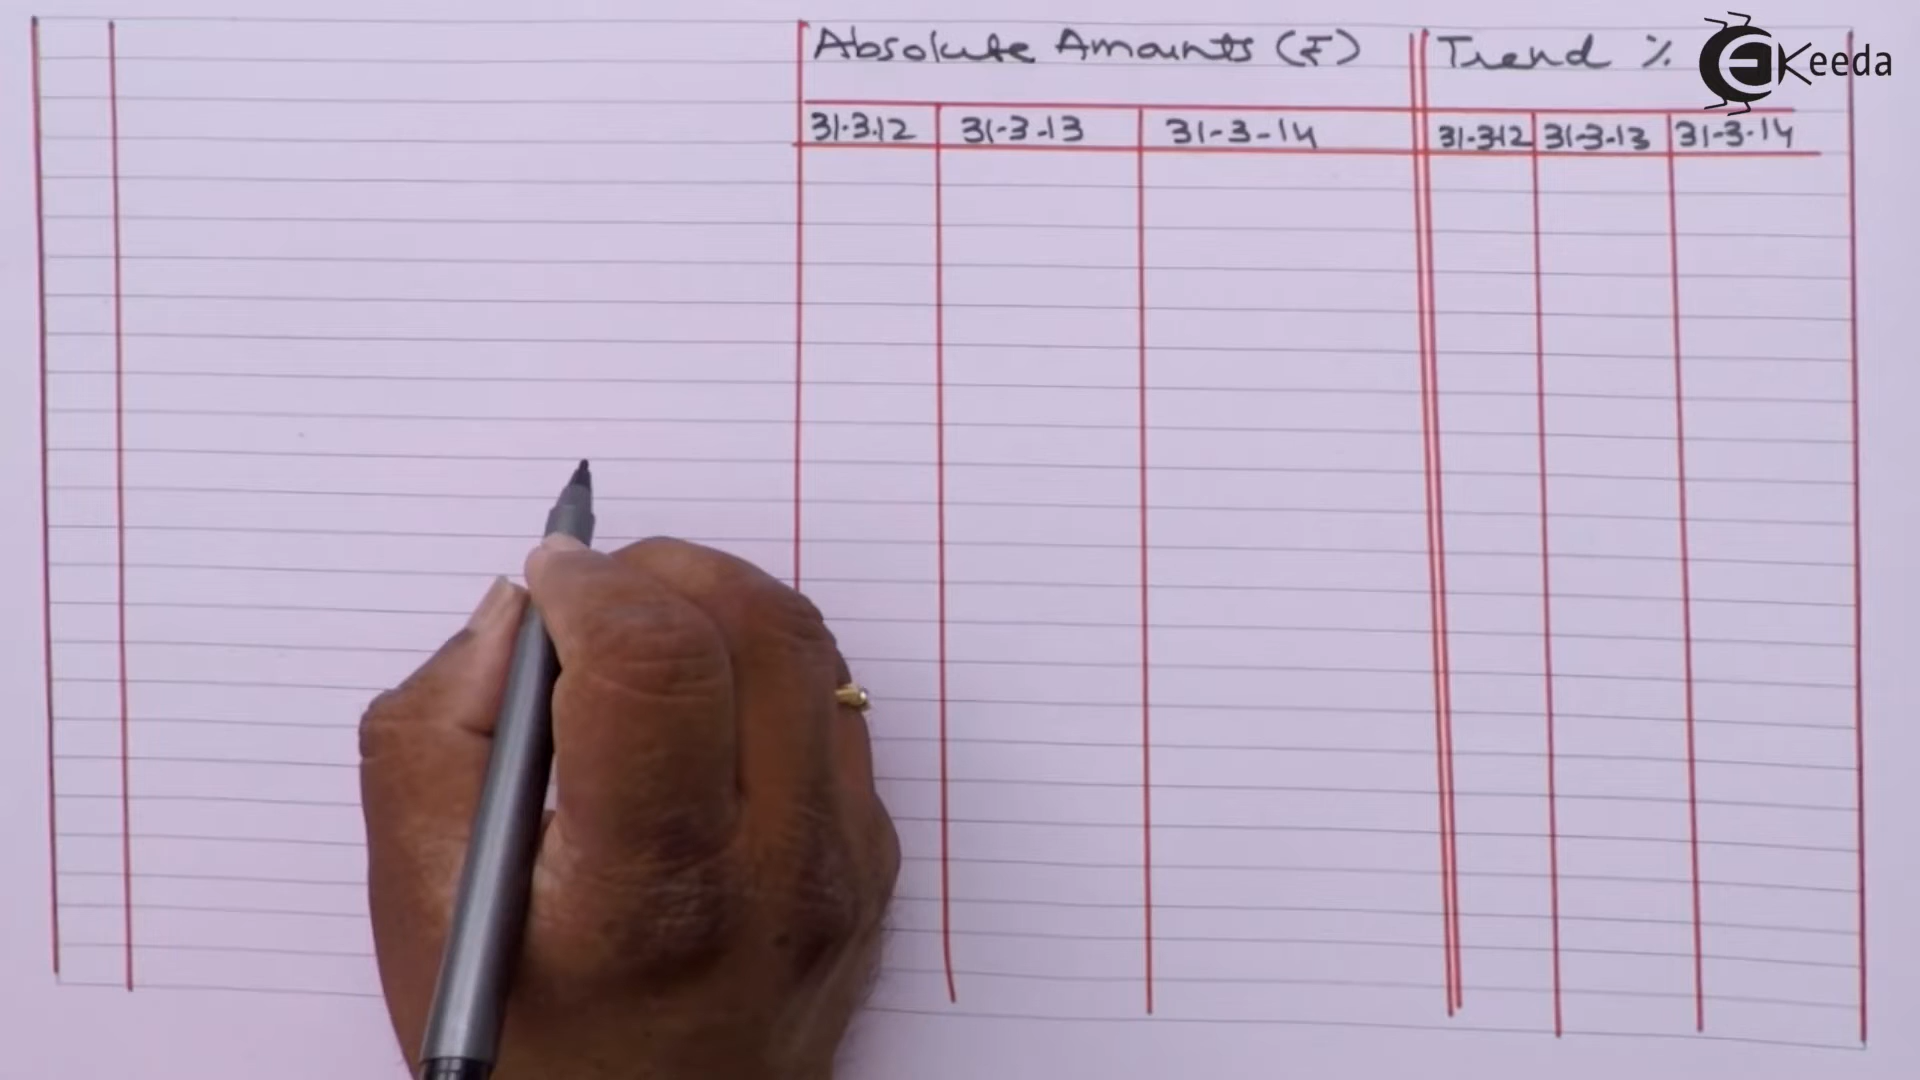 Absolute Amounts (₹) Trend %
EKeeda
31.3.12 31-3-13 31-3-14 31-3-12 31-3-13 31-3-14